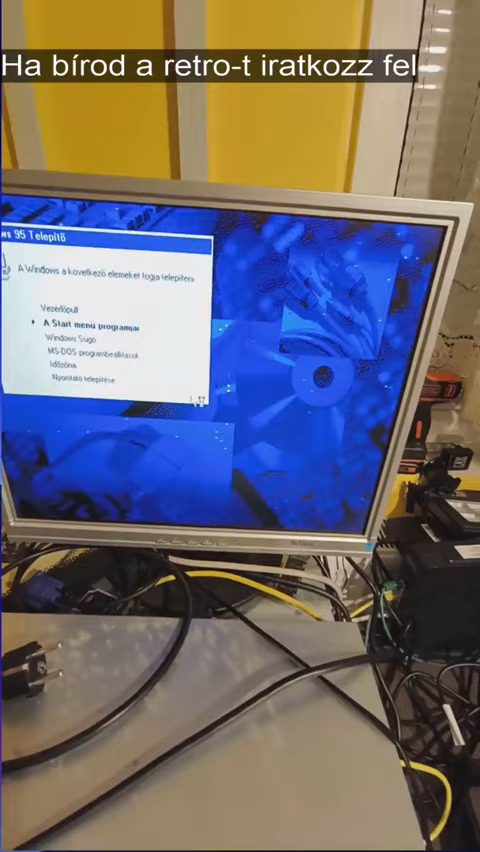 Ha bírod a retro-t iratkozz fel
ws 95 Telepítő
A Windows a következő elemeket fogja telepíteni
Vezérlőpult
A Start menü programjai
Windows Súgó
MS-DOS programbeállítások
Időzóna
Nyomtató telepítése